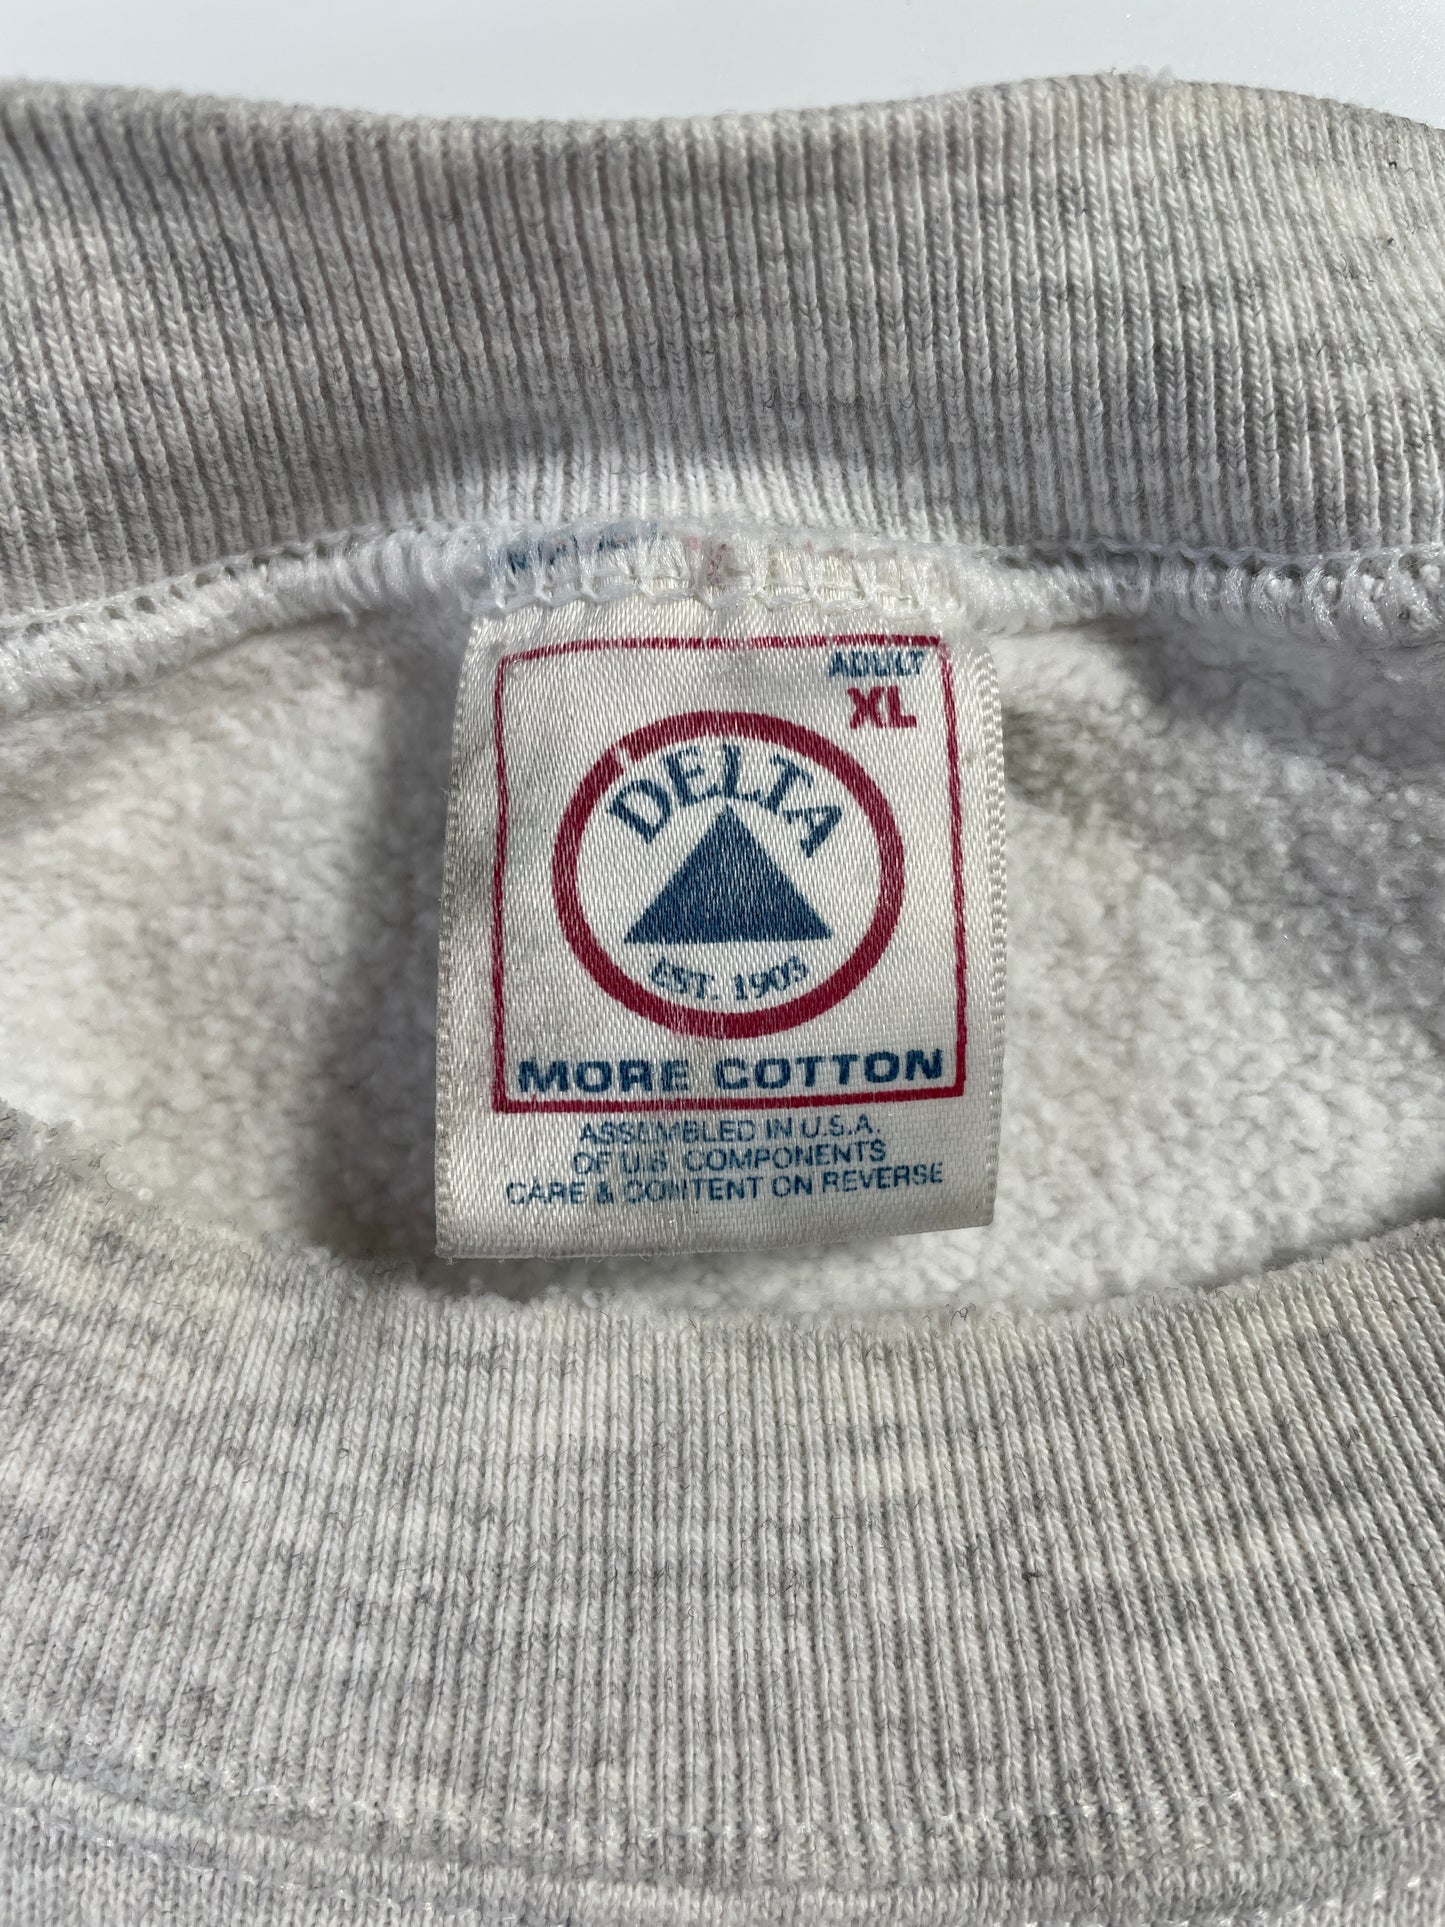 ADULT
XL
DELTA
EST. 1903
MORE COTTON
ASSEMBLED IN U.S.A.
OF U.S. COMPONENTS
CARE & CONTENT ON REVERSE